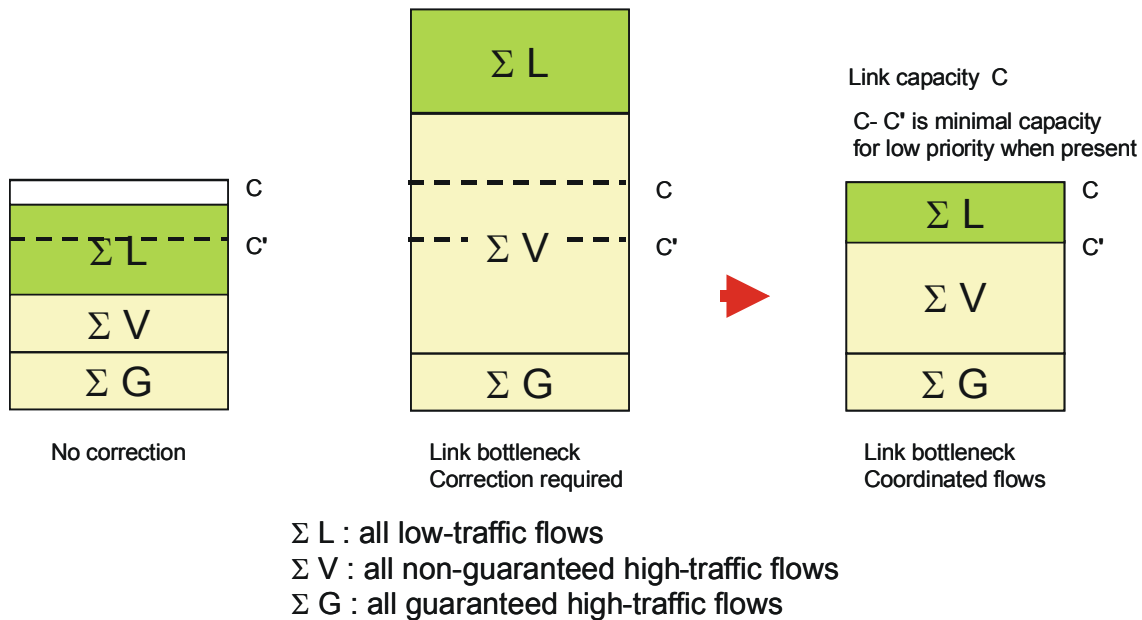 Σ L
Σ V
Σ G
C
C'
No correction
Σ L
Σ V
Σ G
C
C'
Link bottleneck
Correction required
Link capacity C
C- C' is minimal capacity
for low priority when present
Σ L
Σ V
Σ G
C
C'
Link bottleneck
Coordinated flows
Σ L : all low-traffic flows
Σ V : all non-guaranteed high-traffic flows
Σ G : all guaranteed high-traffic flows